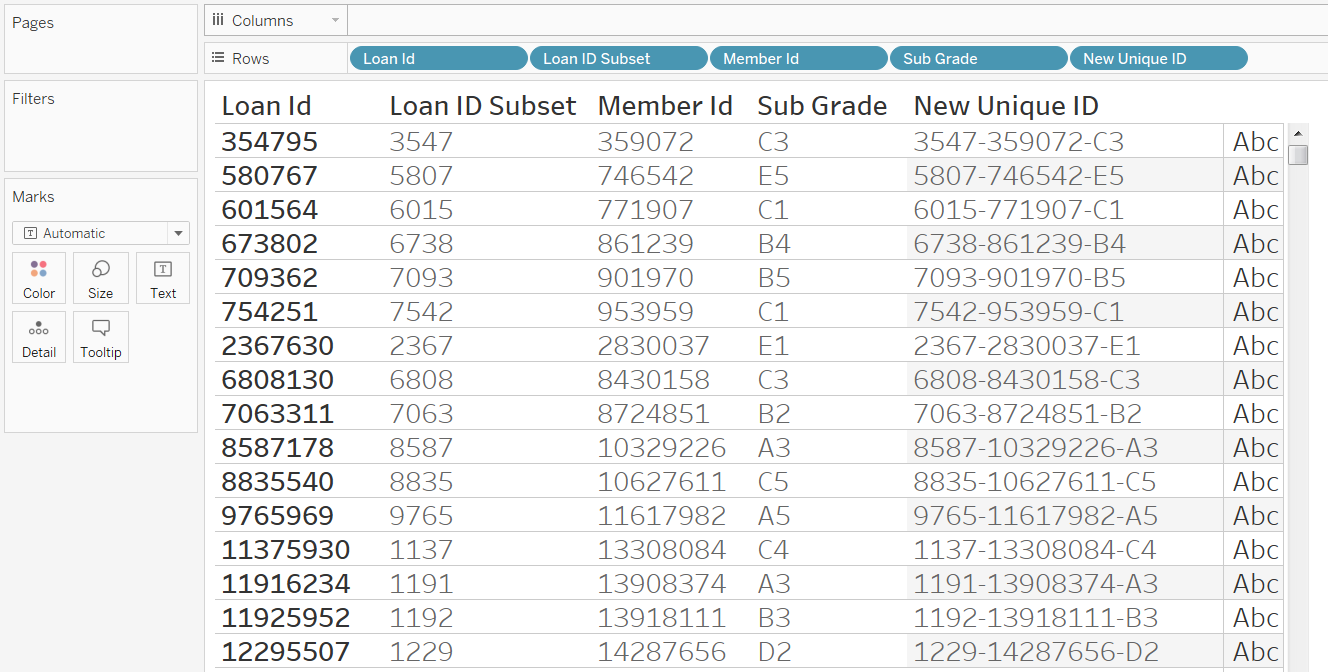 Pages
Columns
Rows
Loan Id Loan ID Subset Member Id Sub Grade New Unique ID
Filters
Marks
Automatic
Color Size Text
Detail Tooltip
Loan Id Loan ID Subset Member Id Sub Grade New Unique ID
354795 3547 359072 C3 3547-359072-C3 Abc
580767 5807 746542 E5 5807-746542-E5 Abc
601564 6015 771907 C1 6015-771907-C1 Abc
673802 6738 861239 B4 6738-861239-B4 Abc
709362 7093 901970 B5 7093-901970-B5 Abc
754251 7542 953959 C1 7542-953959-C1 Abc
2367630 2367 2830037 E1 2367-2830037-E1 Abc
6808130 6808 8430158 C3 6808-8430158-C3 Abc
7063311 7063 8724851 B2 7063-8724851-B2 Abc
8587178 8587 10329226 A3 8587-10329226-A3 Abc
8835540 8835 10627611 C5 8835-10627611-C5 Abc
9765969 9765 11617982 A5 9765-11617982-A5 Abc
11375930 1137 13308084 C4 1137-13308084-C4 Abc
11916234 1191 13908374 A3 1191-13908374-A3 Abc
11925952 1192 13918111 B3 1192-13918111-B3 Abc
12295507 1229 14287656 D2 1229-14287656-D2 Abc